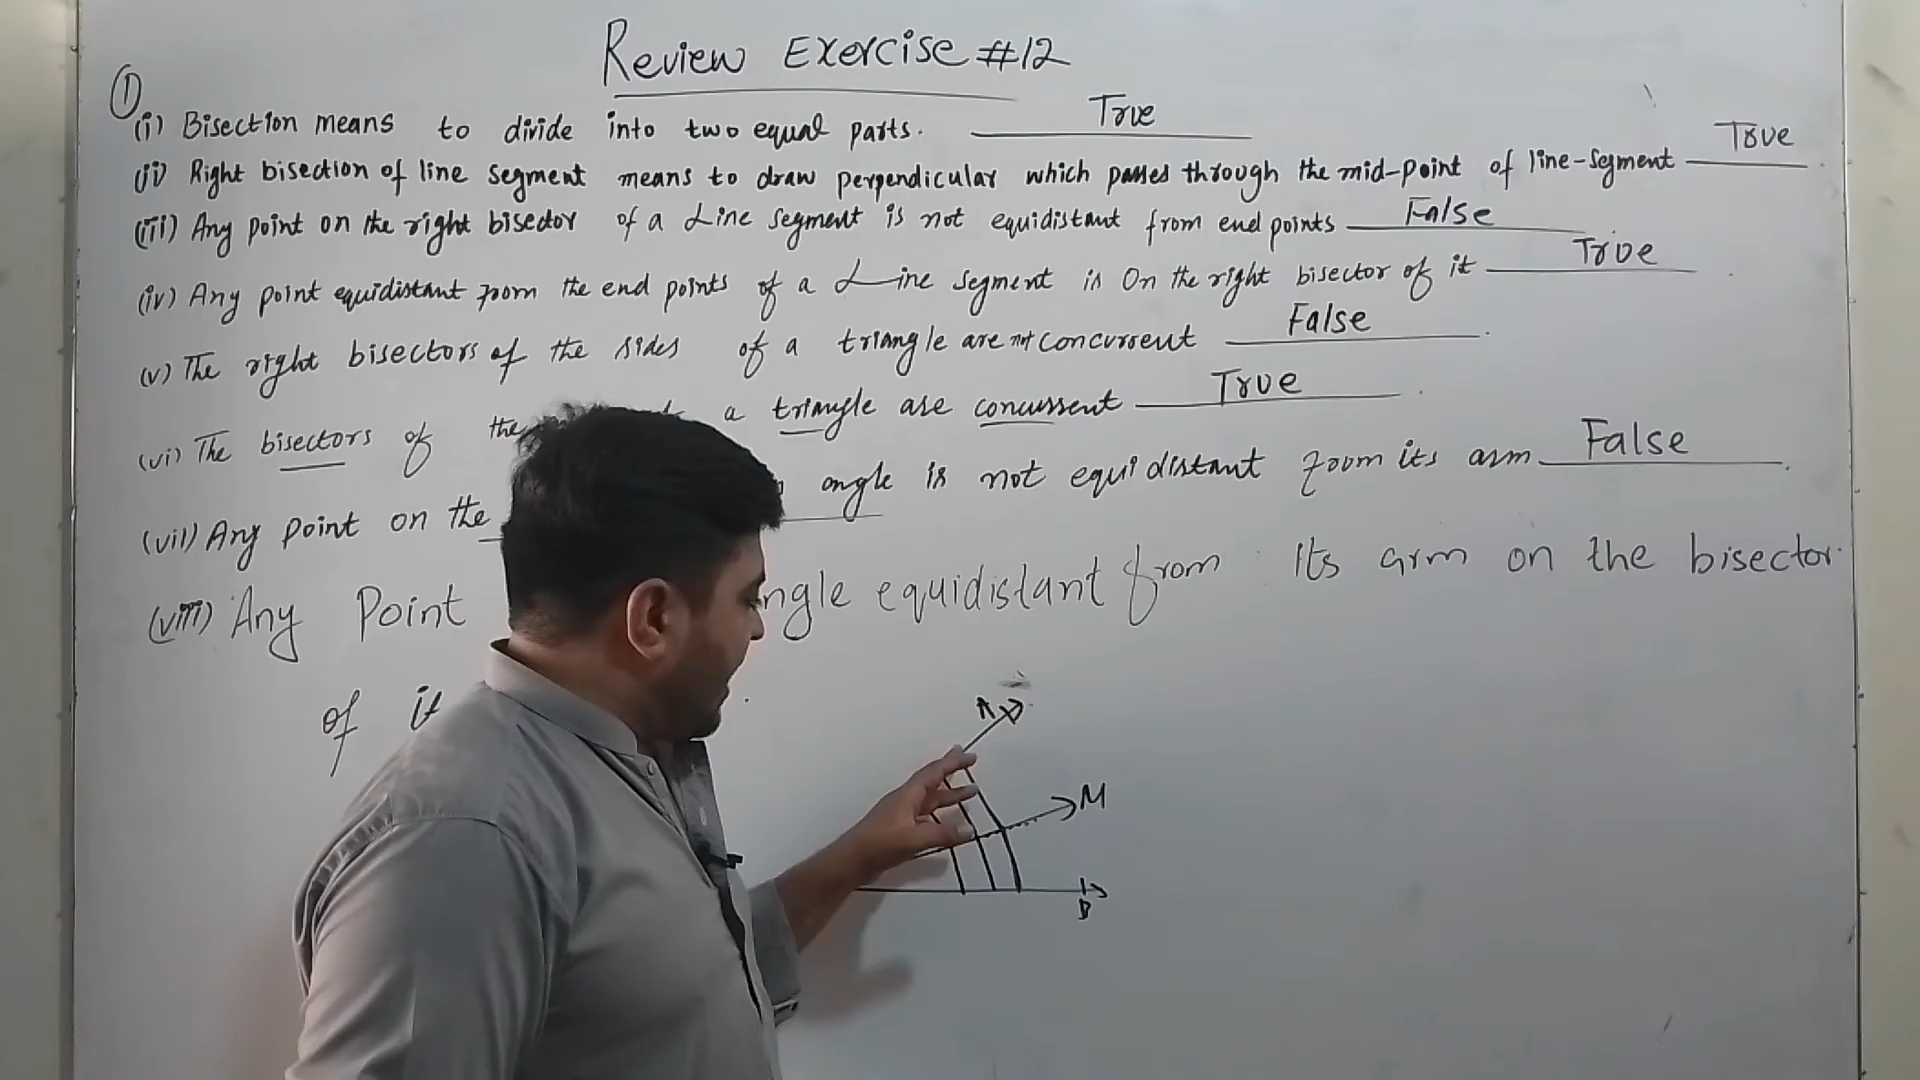 Review Exercise #12
①
(i) Bisection means to divide into two equal parts. True
(ii) Right bisection of line segment means to draw perpendicular which passes through the mid-point of line-segment True
(iii) Any point on the right bisector of a Line segment is not equidistant from end points False
(iv) Any point equidistant from the end points of a Line segment is On the right bisector of it True
(v) The right bisectors of the sides of a triangle are not concurrent False
(vi) The bisectors of the a triangle are concurrent True
(vii) Any point on the angle is not equidistant from its arm False
(viii) Any Point equidistant from its arm on the bisector
of it
A
M
B